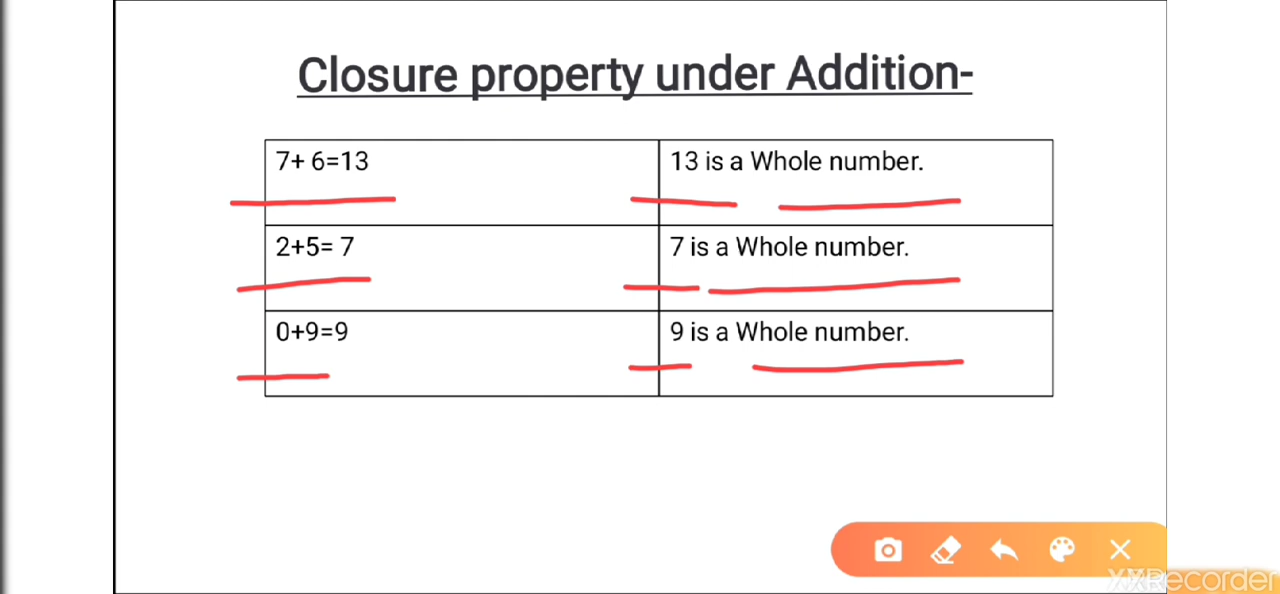 Closure property under Addition-
7+ 6=13
13 is a Whole number.
2+5= 7
7 is a Whole number.
0+9=9
9 is a Whole number.
Recorder